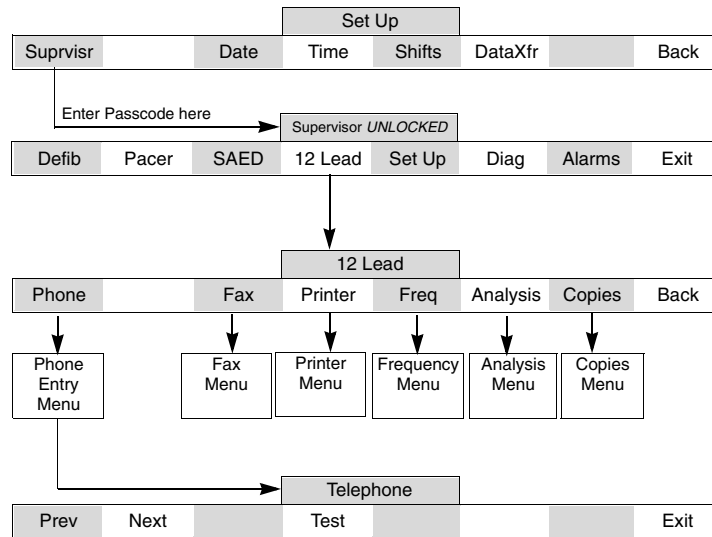 Set Up
Suprvisr Date Time Shifts DataXfr Back
Enter Passcode here
Supervisor UNLOCKED
Defib Pacer SAED 12 Lead Set Up Diag Alarms Exit
12 Lead
Phone Fax Printer Freq Analysis Copies Back
Phone
Entry
Menu
Fax
Menu
Printer
Menu
Frequency
Menu
Analysis
Menu
Copies
Menu
Telephone
Prev Next Test Exit